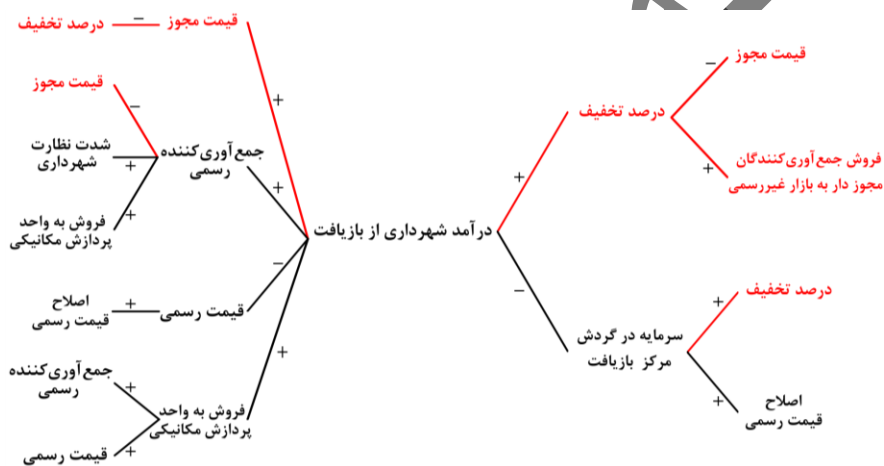 درصد تخفیف
−
قیمت مجوز
+
قیمت مجوز
−
شدت نظارت
شهرداری
+
فروش به واحد
پردازش مکانیکی
+
جمع‌آوری‌کننده
رسمی
+
اصلاح
قیمت رسمی
+
قیمت رسمی
−
جمع‌آوری‌کننده
رسمی
+
قیمت رسمی
+
فروش به واحد
پردازش مکانیکی
+
درآمد شهرداری از بازیافت
+
درصد تخفیف
−
قیمت مجوز
+
فروش جمع‌آوری‌کنندگان
مجوز دار به بازار غیررسمی
−
سرمایه در گردش
مرکز بازیافت
+
درصد تخفیف
+
اصلاح
قیمت رسمی